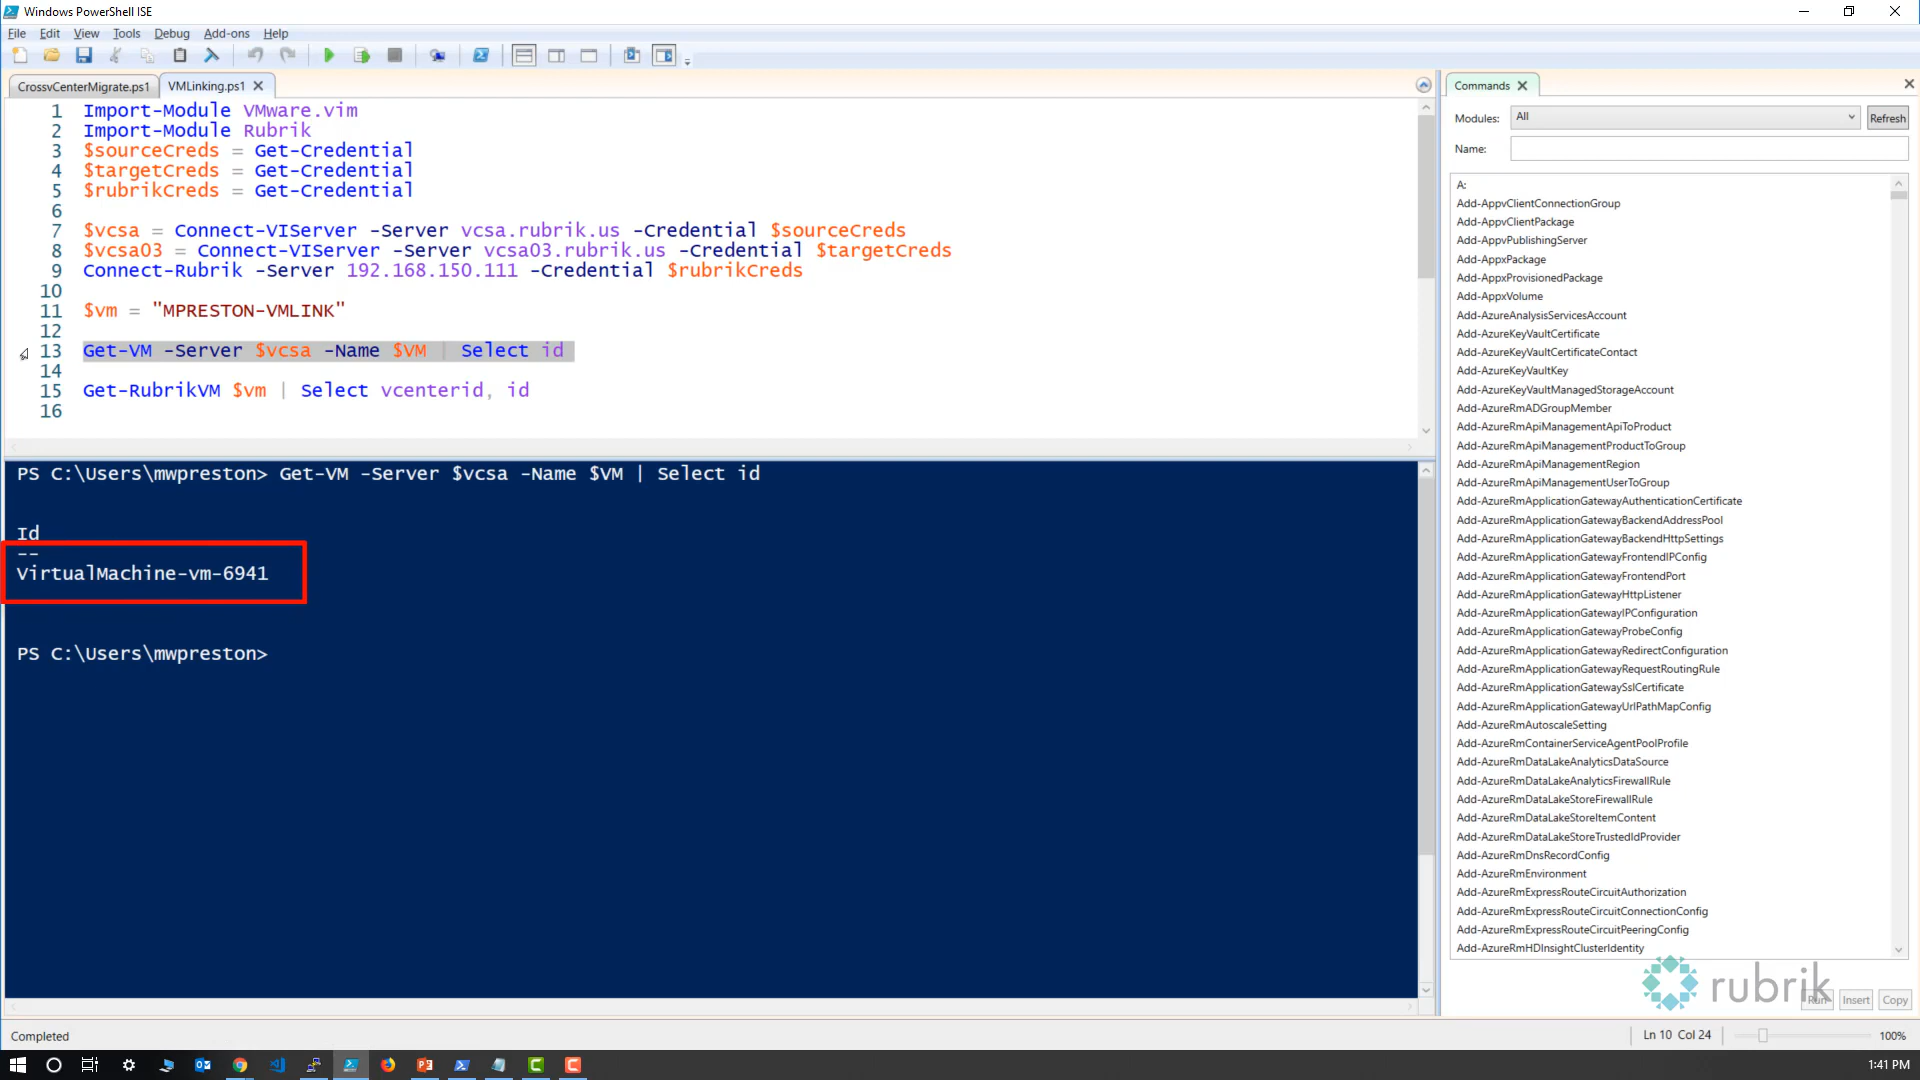 Windows PowerShell ISE
File Edit View Tools Debug Add-ons Help
CrossvCenterMigrate.ps1 VMLinking.ps1
1 Import-Module VMware.vim
2 Import-Module Rubrik
3 $sourceCreds = Get-Credential
4 $targetCreds = Get-Credential
5 $rubrikCreds = Get-Credential
6
7 $vcsa = Connect-VIServer -Server vcsa.rubrik.us -Credential $sourceCreds
8 $vcsa03 = Connect-VIServer -Server vcsa03.rubrik.us -Credential $targetCreds
9 Connect-Rubrik -Server 192.168.150.111 -Credential $rubrikCreds
10
11 $vm = "MPRESTON-VMLINK"
12
13 Get-VM -Server $vcsa -Name $VM | Select id
14
15 Get-RubrikVM $vm | Select vcenterid, id
16
PS C:\Users\mwpreston> Get-VM -Server $vcsa -Name $VM | Select id
Id
--
VirtualMachine-vm-6941
PS C:\Users\mwpreston>
Commands
Modules: All Refresh
Name:
A:
Add-AppvClientConnectionGroup
Add-AppvClientPackage
Add-AppvPublishingServer
Add-AppxPackage
Add-AppxProvisionedPackage
Add-AppxVolume
Add-AzureAnalysisServicesAccount
Add-AzureKeyVaultCertificate
Add-AzureKeyVaultCertificateContact
Add-AzureKeyVaultKey
Add-AzureKeyVaultManagedStorageAccount
Add-AzureRmADGroupMember
Add-AzureRmApiManagementApiToProduct
Add-AzureRmApiManagementProductToGroup
Add-AzureRmApiManagementRegion
Add-AzureRmApiManagementUserToGroup
Add-AzureRmApplicationGatewayAuthenticationCertificate
Add-AzureRmApplicationGatewayBackendAddressPool
Add-AzureRmApplicationGatewayBackendHttpSettings
Add-AzureRmApplicationGatewayFrontendIPConfig
Add-AzureRmApplicationGatewayFrontendPort
Add-AzureRmApplicationGatewayHttpListener
Add-AzureRmApplicationGatewayIPConfiguration
Add-AzureRmApplicationGatewayProbeConfig
Add-AzureRmApplicationGatewayRedirectConfiguration
Add-AzureRmApplicationGatewayRequestRoutingRule
Add-AzureRmApplicationGatewaySslCertificate
Add-AzureRmApplicationGatewayUrlPathMapConfig
Add-AzureRmAutoscaleSetting
Add-AzureRmContainerServiceAgentPoolProfile
Add-AzureRmDataLakeAnalyticsDataSource
Add-AzureRmDataLakeAnalyticsFirewallRule
Add-AzureRmDataLakeStoreFirewallRule
Add-AzureRmDataLakeStoreItemContent
Add-AzureRmDataLakeStoreTrustedIdProvider
Add-AzureRmDnsRecordConfig
Add-AzureRmEnvironment
Add-AzureRmExpressRouteCircuitAuthorization
Add-AzureRmExpressRouteCircuitConnectionConfig
Add-AzureRmExpressRouteCircuitPeeringConfig
Add-AzureRmHDInsightClusterIdentity
rubrik
Run Insert Copy
Completed
Ln 10 Col 24 100%
1:41 PM